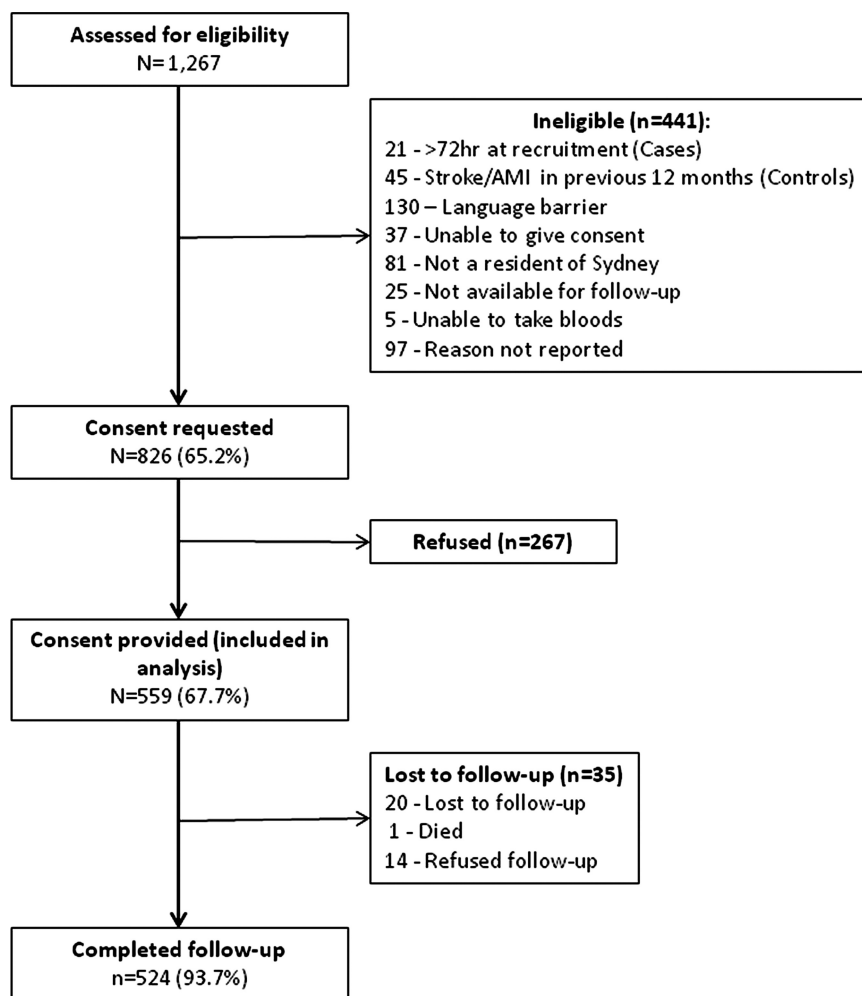 Assessed for eligibility
N= 1,267
Ineligible (n=441):
21 - >72hr at recruitment (Cases)
45 - Stroke/AMI in previous 12 months (Controls)
130 – Language barrier
37 - Unable to give consent
81 - Not a resident of Sydney
25 - Not available for follow-up
5 - Unable to take bloods
97 - Reason not reported
Consent requested
N=826 (65.2%)
Refused (n=267)
Consent provided (included in
analysis)
N=559 (67.7%)
Lost to follow-up (n=35)
20 - Lost to follow-up
1 - Died
14 - Refused follow-up
Completed follow-up
n=524 (93.7%)